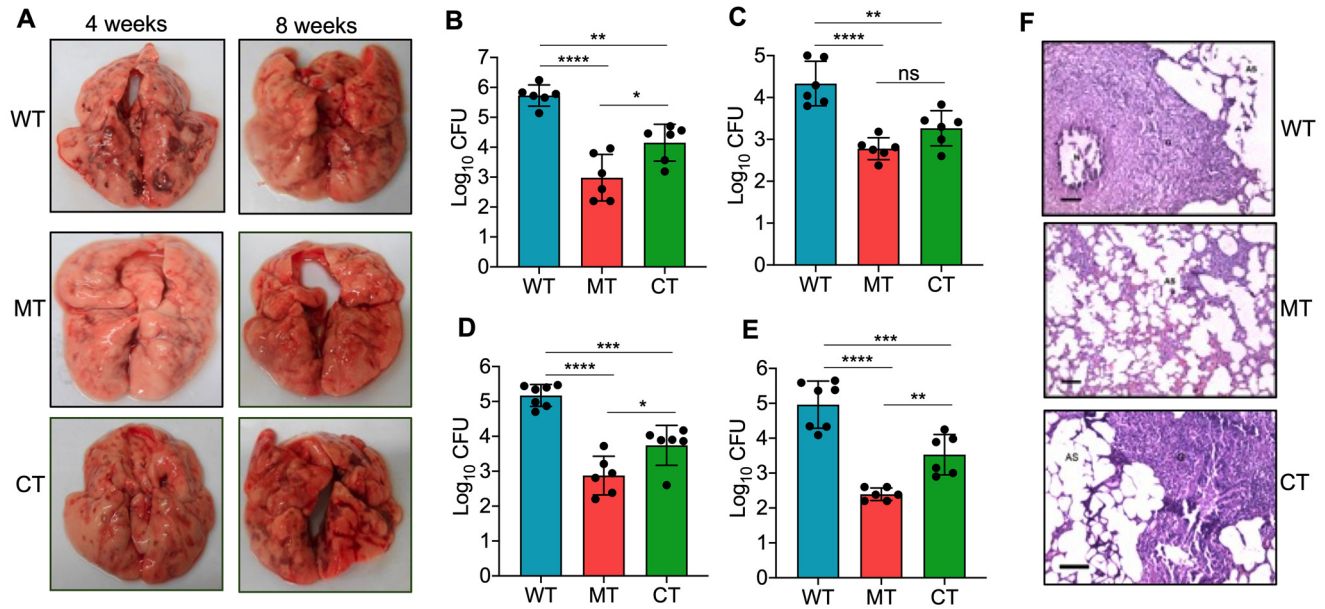 A
4 weeks
8 weeks
WT
MT
CT
B
**
****
*
7
6
5
4
3
2
1
0
Log10 CFU
WT MT CT
C
**
****
ns
5
4
3
2
1
0
Log10 CFU
WT MT CT
D
***
****
*
6
5
4
3
2
1
0
Log10 CFU
WT MT CT
E
***
****
**
6
5
4
3
2
1
0
Log10 CFU
WT MT CT
F
AS
G
N
WT
AS
MT
AS
G
CT